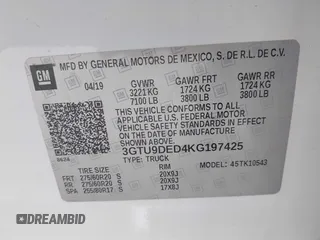 GM
MFD BY GENERAL MOTORS DE MEXICO, S. DE R.L. DE C.V.
04/19 GVWR GAWR FRT GAWR RR
3221 KG 1724 KG 1724 KG
7100 LB 3800 LB 3800 LB
THIS VEHICLE CONFORMS TO ALL APPLICABLE U.S. FEDERAL MOTOR VEHICLE SAFETY STANDARDS IN EFFECT ON THE DATE OF MANUFACTURE SHOWN ABOVE.
3GTU9DED4KG197425
TYPE: TRUCK MODEL: 4STK10543
TIRE SIZE SPEED RTG RIM
FRT 275/60R20 S 20X9J
RR 275/60R20 S 20X9J
SPA 255/80R17 S 17X8J
DREAMBID